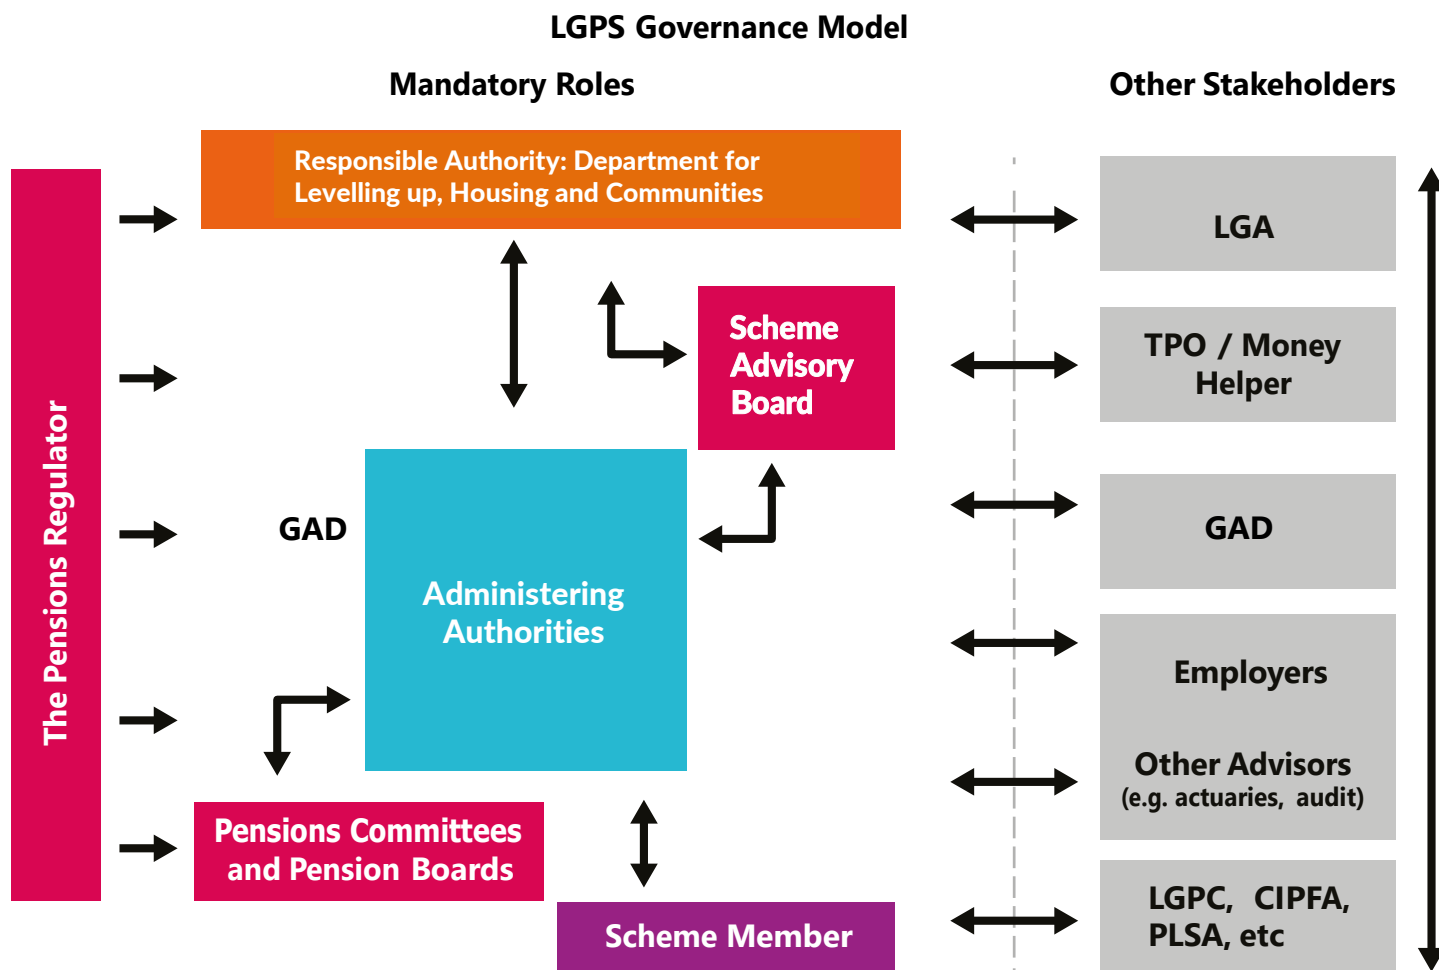 LGPS Governance Model
Mandatory Roles
Other Stakeholders
The Pensions Regulator
Responsible Authority: Department for
Levelling up, Housing and Communities
Scheme
Advisory
Board
GAD
Administering
Authorities
Pensions Committees
and Pension Boards
Scheme Member
LGA
TPO / Money
Helper
GAD
Employers
Other Advisors
(e.g. actuaries, audit)
LGPC, CIPFA,
PLSA, etc